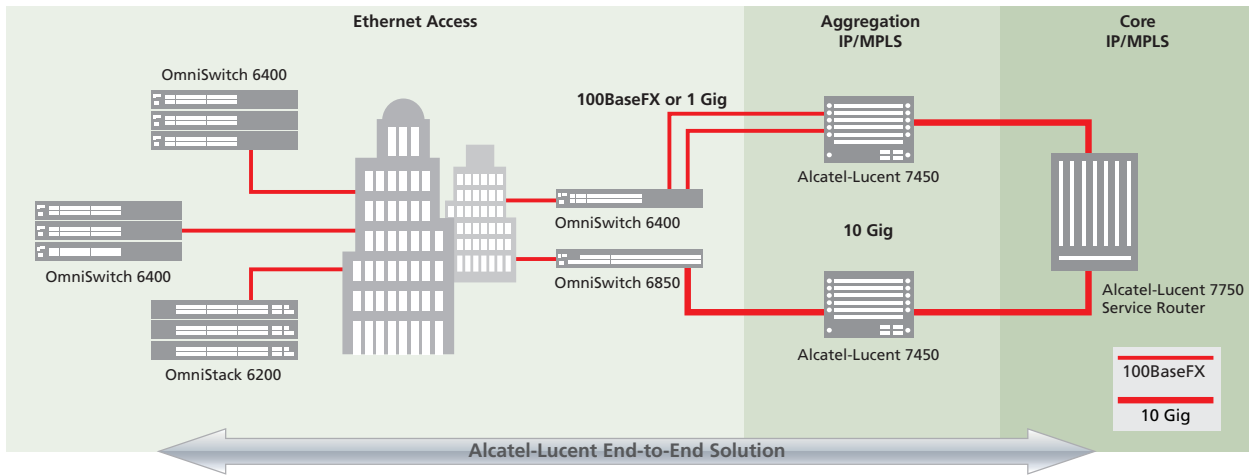 Ethernet Access
Aggregation
IP/MPLS
Core
IP/MPLS
OmniSwitch 6400
100BaseFX or 1 Gig
Alcatel-Lucent 7450
OmniSwitch 6400
10 Gig
OmniSwitch 6400
OmniSwitch 6850
Alcatel-Lucent 7750
Service Router
Alcatel-Lucent 7450
OmniStack 6200
100BaseFX
10 Gig
Alcatel-Lucent End-to-End Solution